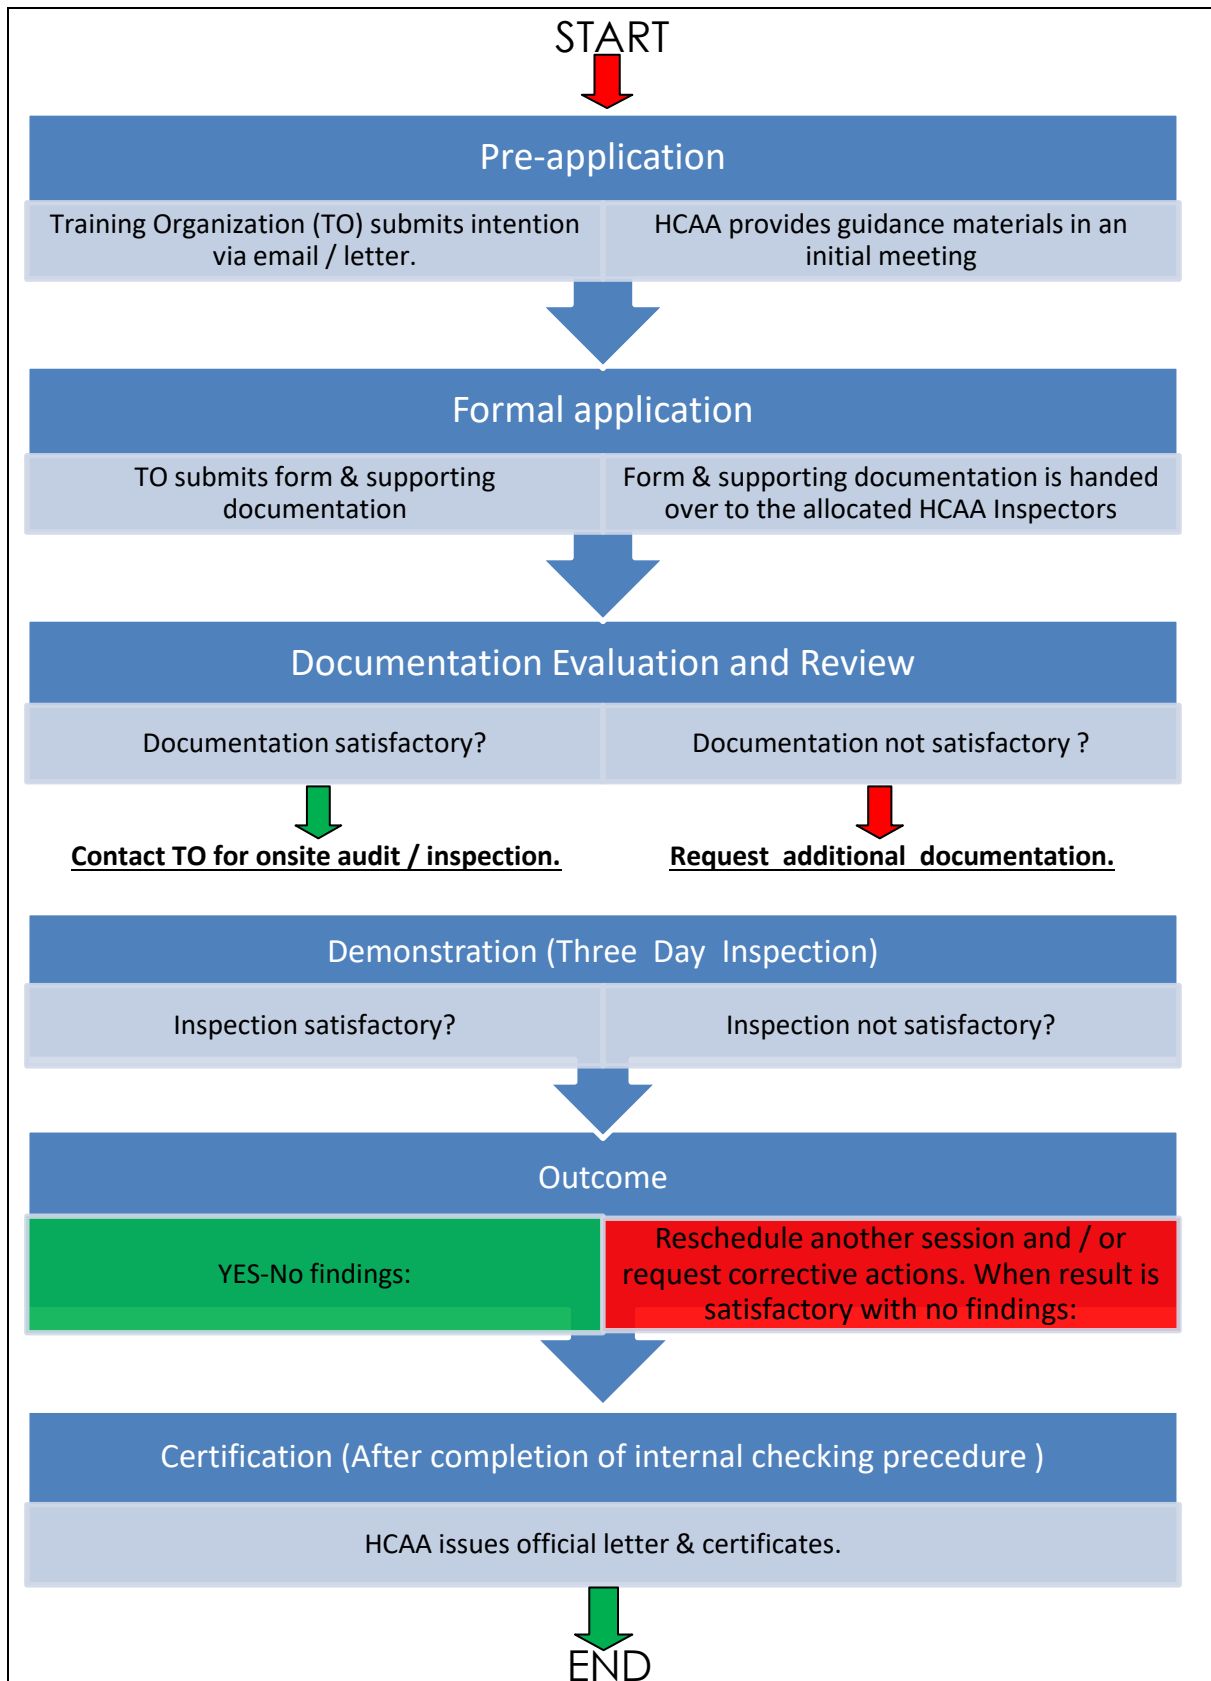 START
Pre-application
Training Organization (TO) submits intention
via email / letter.
HCAA provides guidance materials in an
initial meeting
Formal application
TO submits form & supporting
documentation
Form & supporting documentation is handed
over to the allocated HCAA Inspectors
Documentation Evaluation and Review
Documentation satisfactory?
Documentation not satisfactory ?
Contact TO for onsite audit / inspection.
Request additional documentation.
Demonstration (Three Day Inspection)
Inspection satisfactory?
Inspection not satisfactory?
Outcome
YES-No findings:
Reschedule another session and / or
request corrective actions. When result is
satisfactory with no findings:
Certification (After completion of internal checking precedure )
HCAA issues official letter & certificates.
END